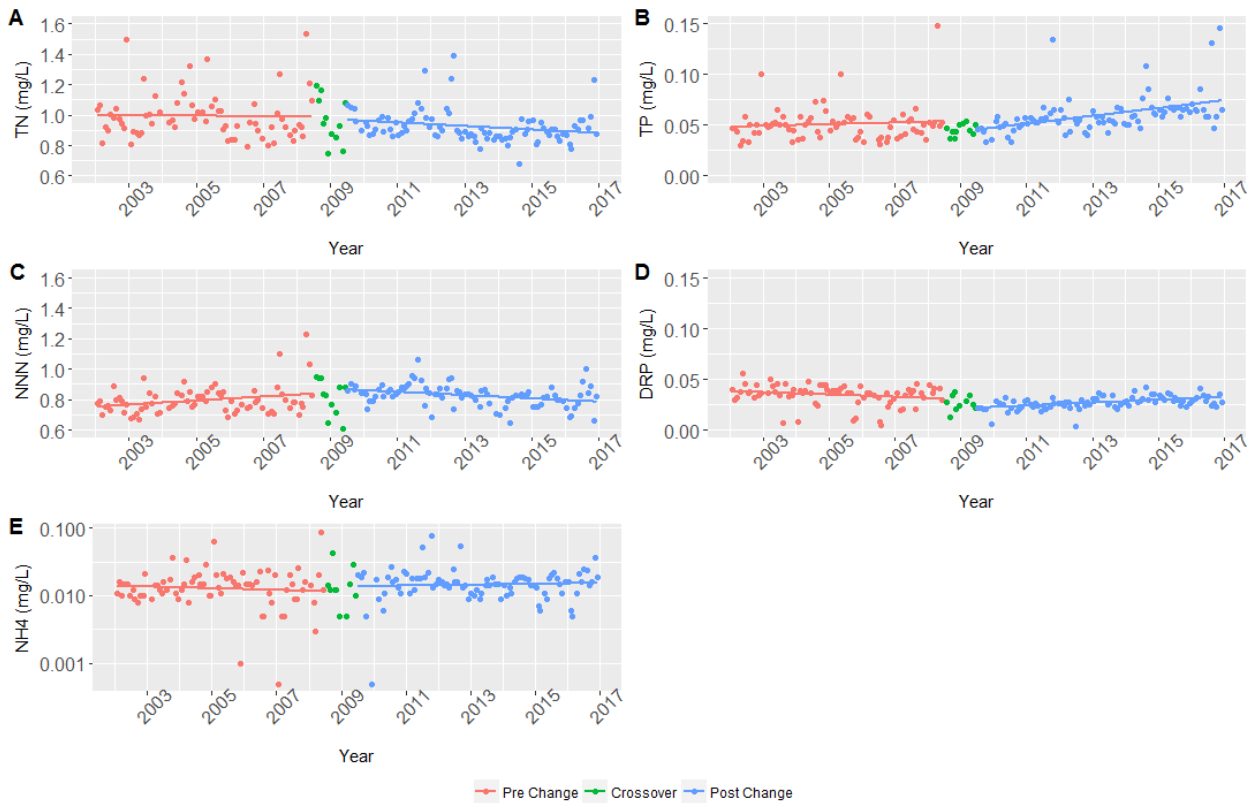 A
TN (mg/L)
1.6
1.4
1.2
1.0
0.8
0.6
2003 2005 2007 2009 2011 2013 2015 2017
Year
B
TP (mg/L)
0.15
0.10
0.05
0.00
2003 2005 2007 2009 2011 2013 2015 2017
Year
C
NNN (mg/L)
1.6
1.4
1.2
1.0
0.8
0.6
2003 2005 2007 2009 2011 2013 2015 2017
Year
D
DRP (mg/L)
0.15
0.10
0.05
0.00
2003 2005 2007 2009 2011 2013 2015 2017
Year
E
NH4 (mg/L)
0.100
0.010
0.001
2003 2005 2007 2009 2011 2013 2015 2017
Year
Pre Change Crossover Post Change